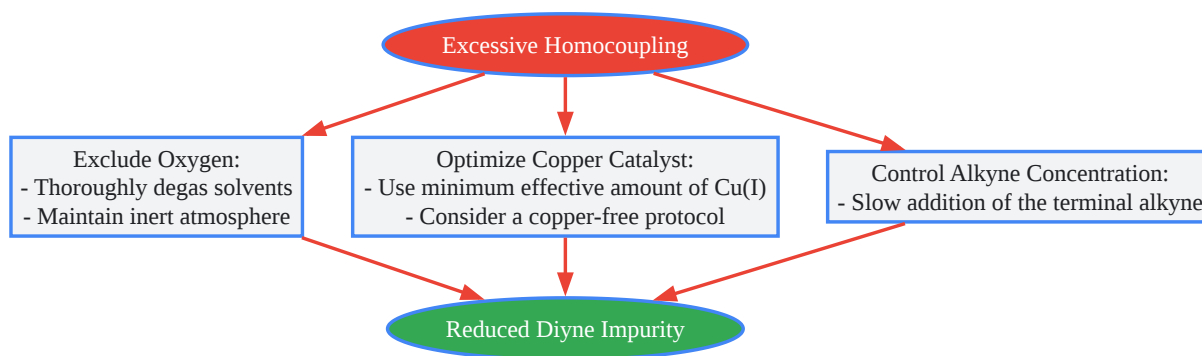 Excessive Homocoupling
Exclude Oxygen:
- Thoroughly degas solvents
- Maintain inert atmosphere
Optimize Copper Catalyst:
- Use minimum effective amount of Cu(I)
- Consider a copper-free protocol
Control Alkyne Concentration:
- Slow addition of the terminal alkyne
Reduced Diyne Impurity